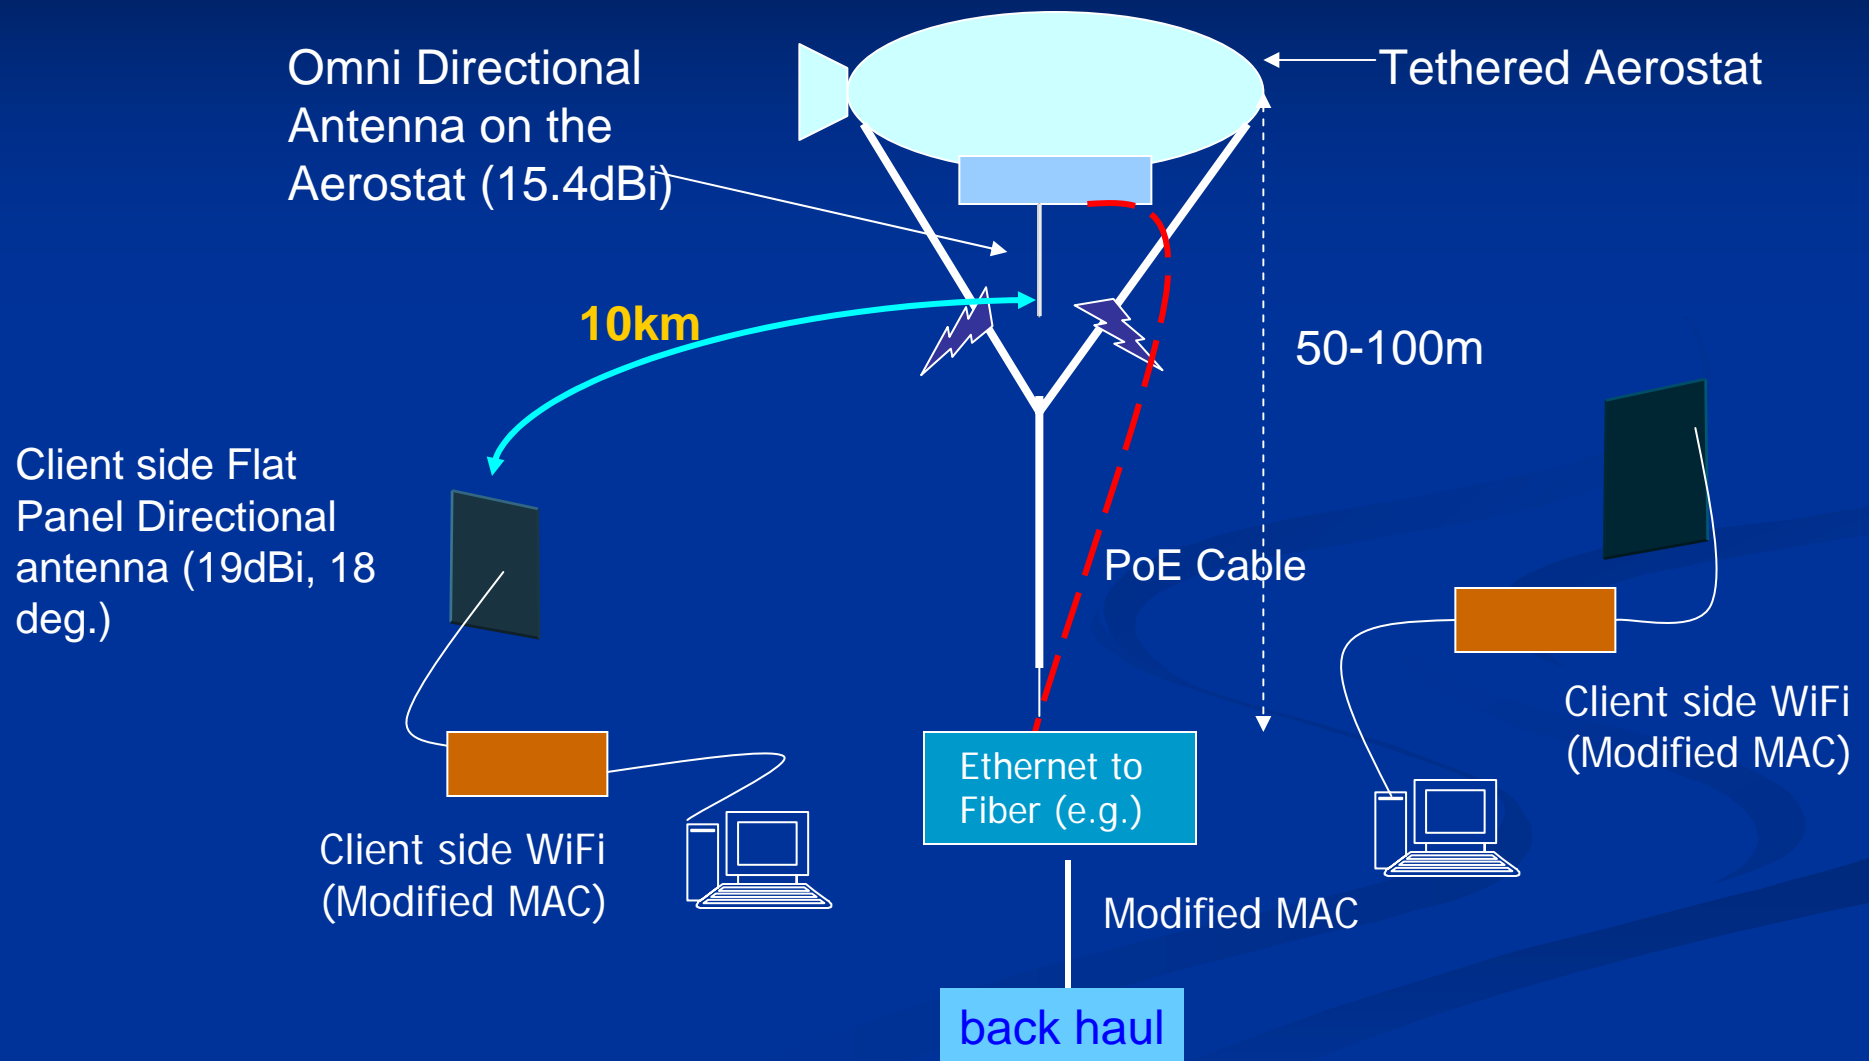 Omni Directional
Antenna on the
Aerostat (15.4dBi)
Tethered Aerostat
10km
50-100m
Client side Flat
Panel Directional
antenna (19dBi, 18
deg.)
PoE Cable
Client side WiFi
(Modified MAC)
Ethernet to
Fiber (e.g.)
Client side WiFi
(Modified MAC)
Modified MAC
back haul